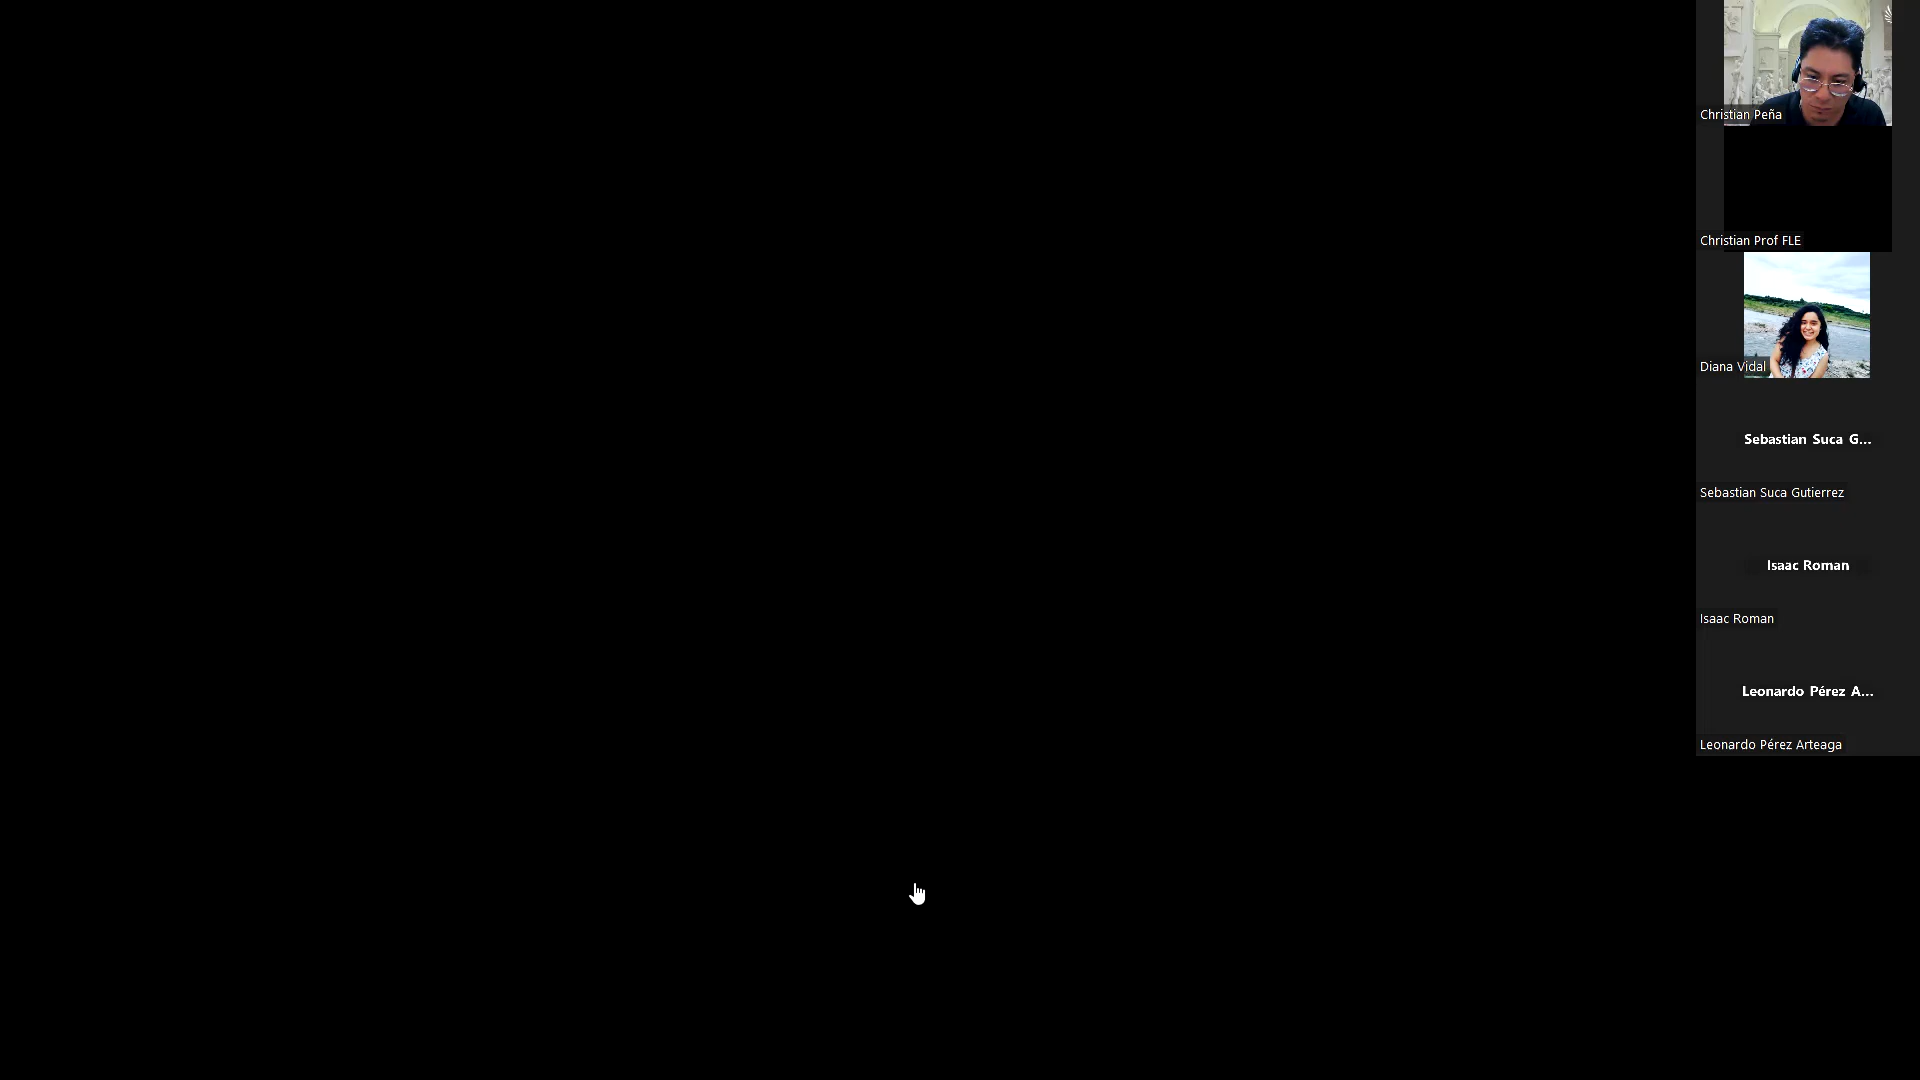 Christian Peña
Christian Prof FLE
Diana Vidal
Sebastian Suca G...
Sebastian Suca Gutierrez
Isaac Roman
Isaac Roman
Leonardo Pérez A...
Leonardo Pérez Arteaga